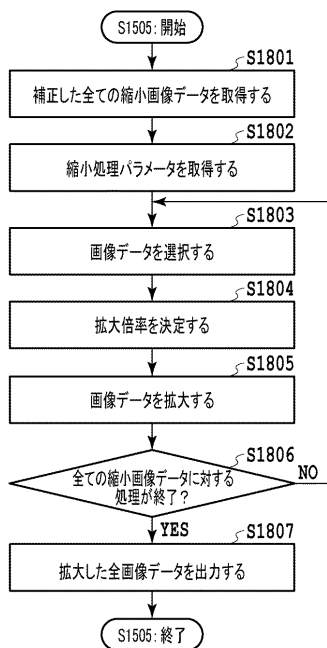 S1505:開始
S1801
補正した全ての縮小画像データを取得する
S1802
縮小処理パラメータを取得する
S1803
画像データを選択する
S1804
拡大倍率を決定する
S1805
画像データを拡大する
S1806
全ての縮小画像データに対する
処理が終了?
NO
YES
S1807
拡大した全画像データを出力する
S1505:終了